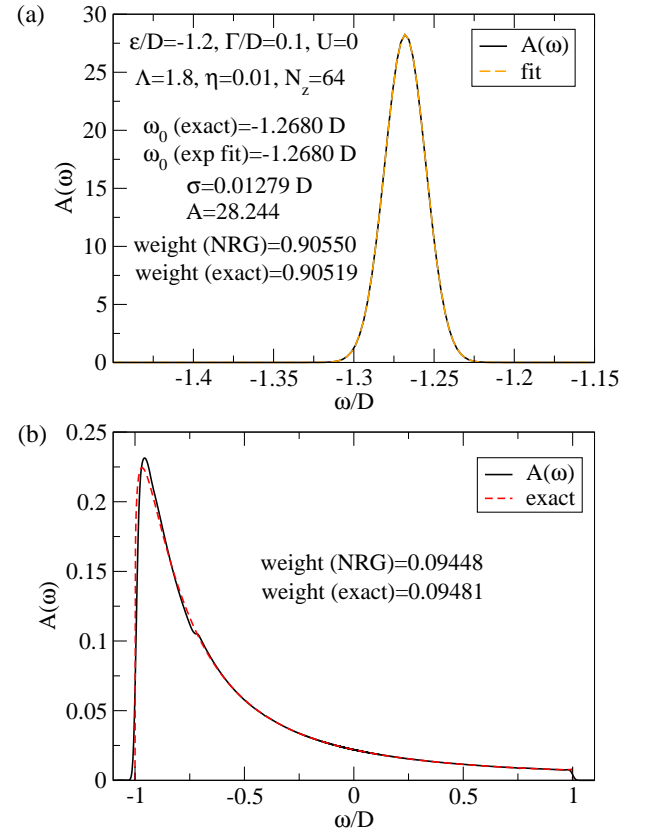 (a)
30
25
20
15
10
5
0
A(ω)
ε/D=-1.2, Γ/D=0.1, U=0
Λ=1.8, η=0.01, N_z=64
ω_0 (exact)=-1.2680 D
ω_0 (exp fit)=-1.2680 D
σ=0.01279 D
A=28.244
weight (NRG)=0.90550
weight (exact)=0.90519
A(ω)
fit
-1.4 -1.35 -1.3 -1.25 -1.2 -1.15
ω/D
(b)
0.25
0.2
0.15
0.1
0.05
0
A(ω)
A(ω)
exact
weight (NRG)=0.09448
weight (exact)=0.09481
-1 -0.5 0 0.5 1
ω/D